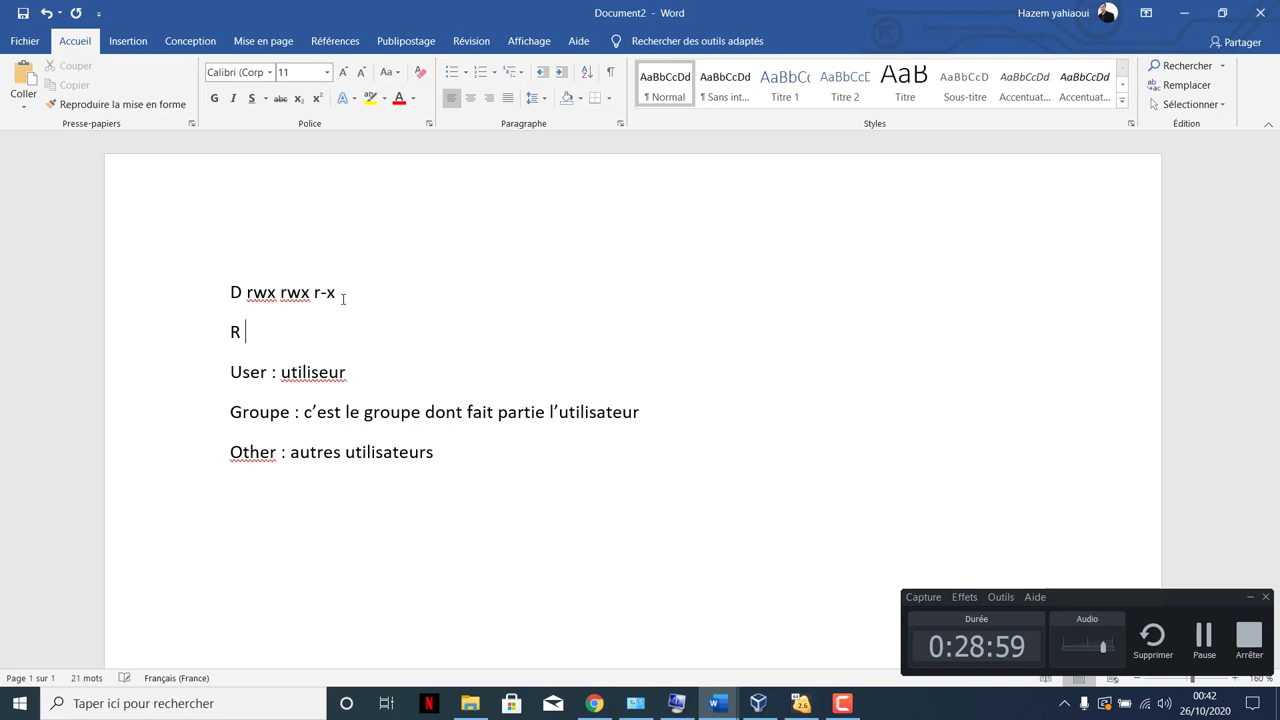 Document2 - Word
Hazem yahiaoui
Fichier Accueil Insertion Conception Mise en page Références Publipostage Révision Affichage Aide Rechercher des outils adaptés Partager
Coller
Couper
Copier
Reproduire la mise en forme
Presse-papiers
Calibri (Corp 11
Police
Paragraphe
AaBbCcDd AaBbCcDd AaBbCcD AaBbCcD AaB AaBbCcD AaBbCcDd AaBbCcDd
¶ Normal ¶ Sans int... Titre 1 Titre 2 Titre Sous-titre Accentuat... Accentuat...
Styles
Rechercher
Remplacer
Sélectionner
Édition
D rwx rwx r-x
R
User : utiliseur
Groupe : c’est le groupe dont fait partie l’utilisateur
Other : autres utilisateurs
Capture Effets Outils Aide
Durée
0:28:59
Audio
Supprimer Pause Arrêter
Page 1 sur 1 21 mots Français (France) 160 %
Taper ici pour rechercher
00:42
26/10/2020